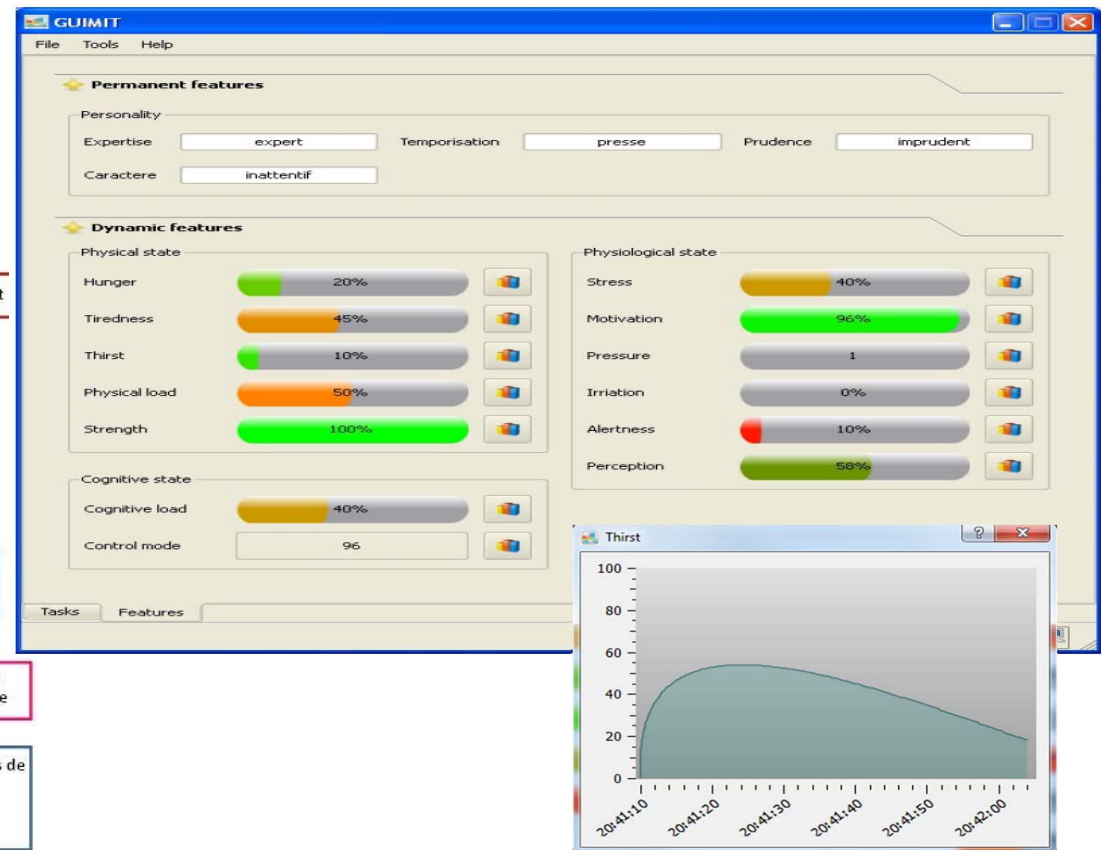 GUIMIT
File Tools Help
Permanent features
Personality
Expertise expert Temporisation presse Prudence imprudent
Caractere inattentif
Dynamic features
Physical state
Hunger 20%
Tiredness 45%
Thirst 10%
Physical load 50%
Strength 100%
Cognitive state
Cognitive load 40%
Control mode 96
Physiological state
Stress 40%
Motivation 96%
Pressure 1
Irriation 0%
Alertness 10%
Perception 58%
Tasks Features
Thirst
100
80
60
40
20
0
20:41:10 20:41:20 20:41:30 20:41:40 20:41:50 20:42:00
t
e
s de